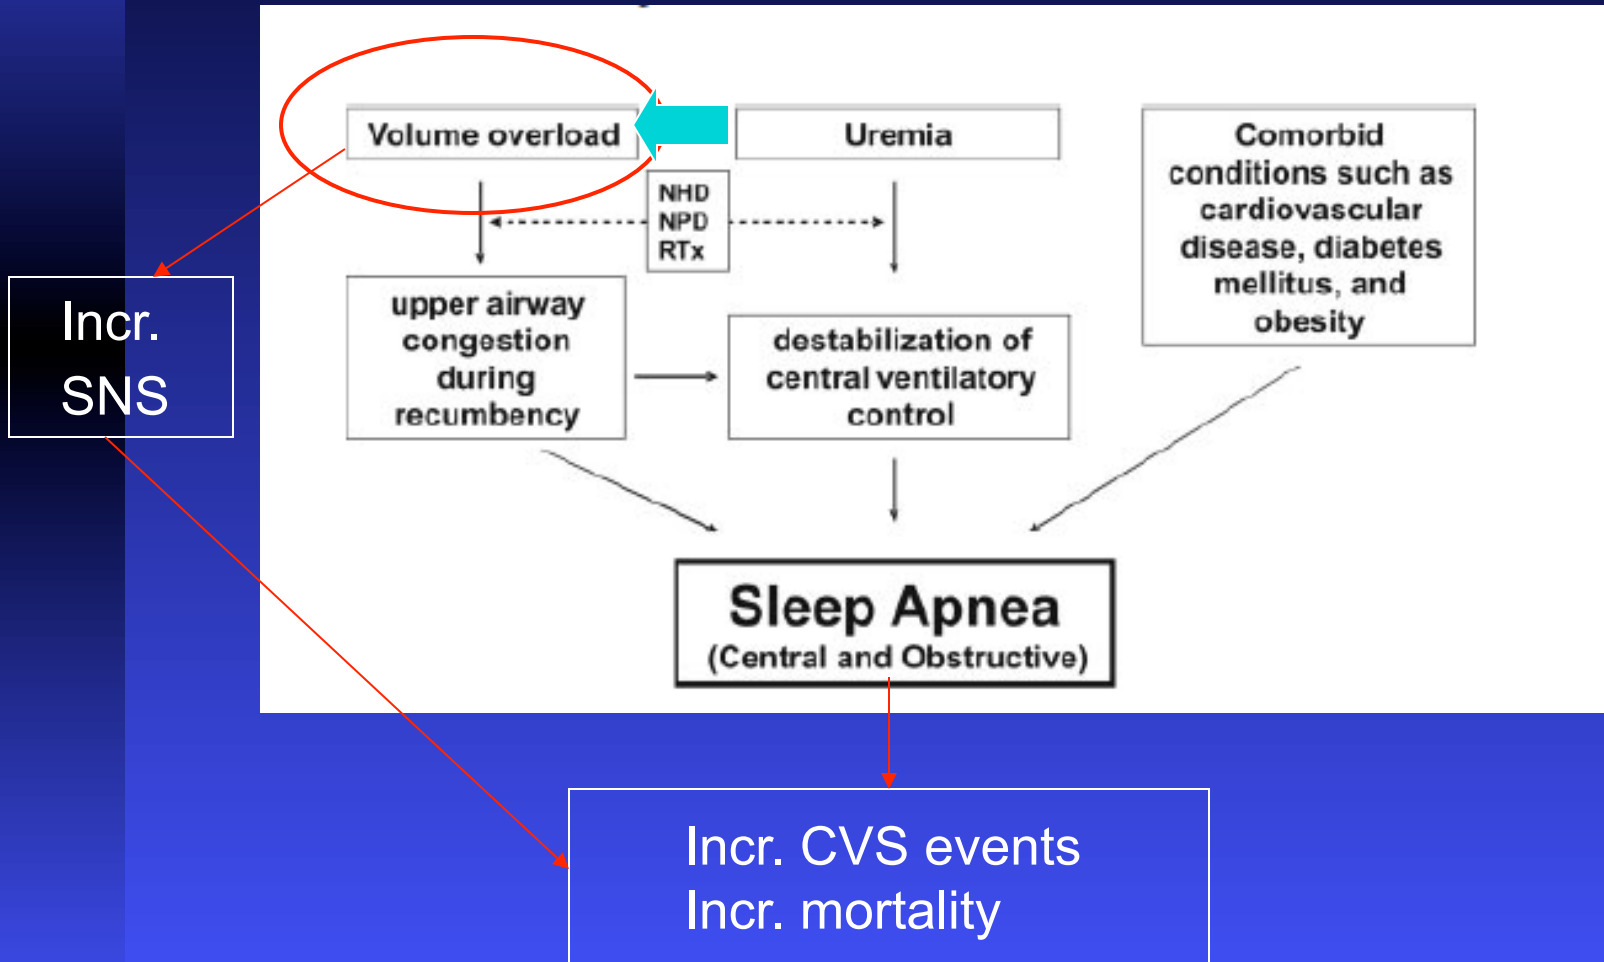 Volume overload
Uremia
Comorbid
conditions such as
cardiovascular
disease, diabetes
mellitus, and
obesity
NHD
NPD
RTx
Incr.
SNS
upper airway
congestion
during
recumbency
destabilization of
central ventilatory
control
Sleep Apnea
(Central and Obstructive)
Incr. CVS events
Incr. mortality